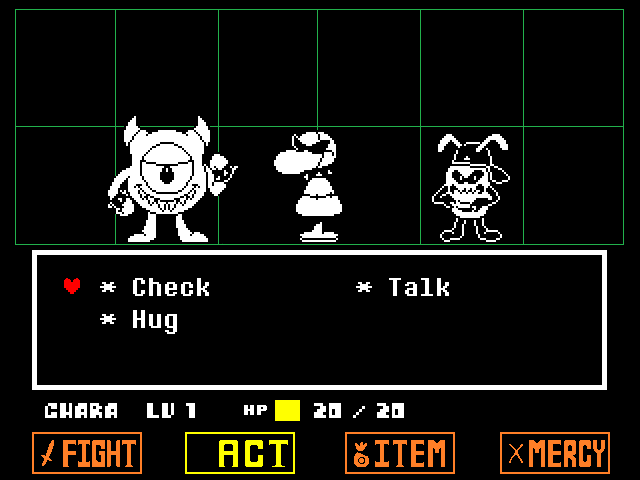 * Check * Talk
* Hug
CHARA LV 1 HP 20 / 20
FIGHT ACT ITEM MERCY